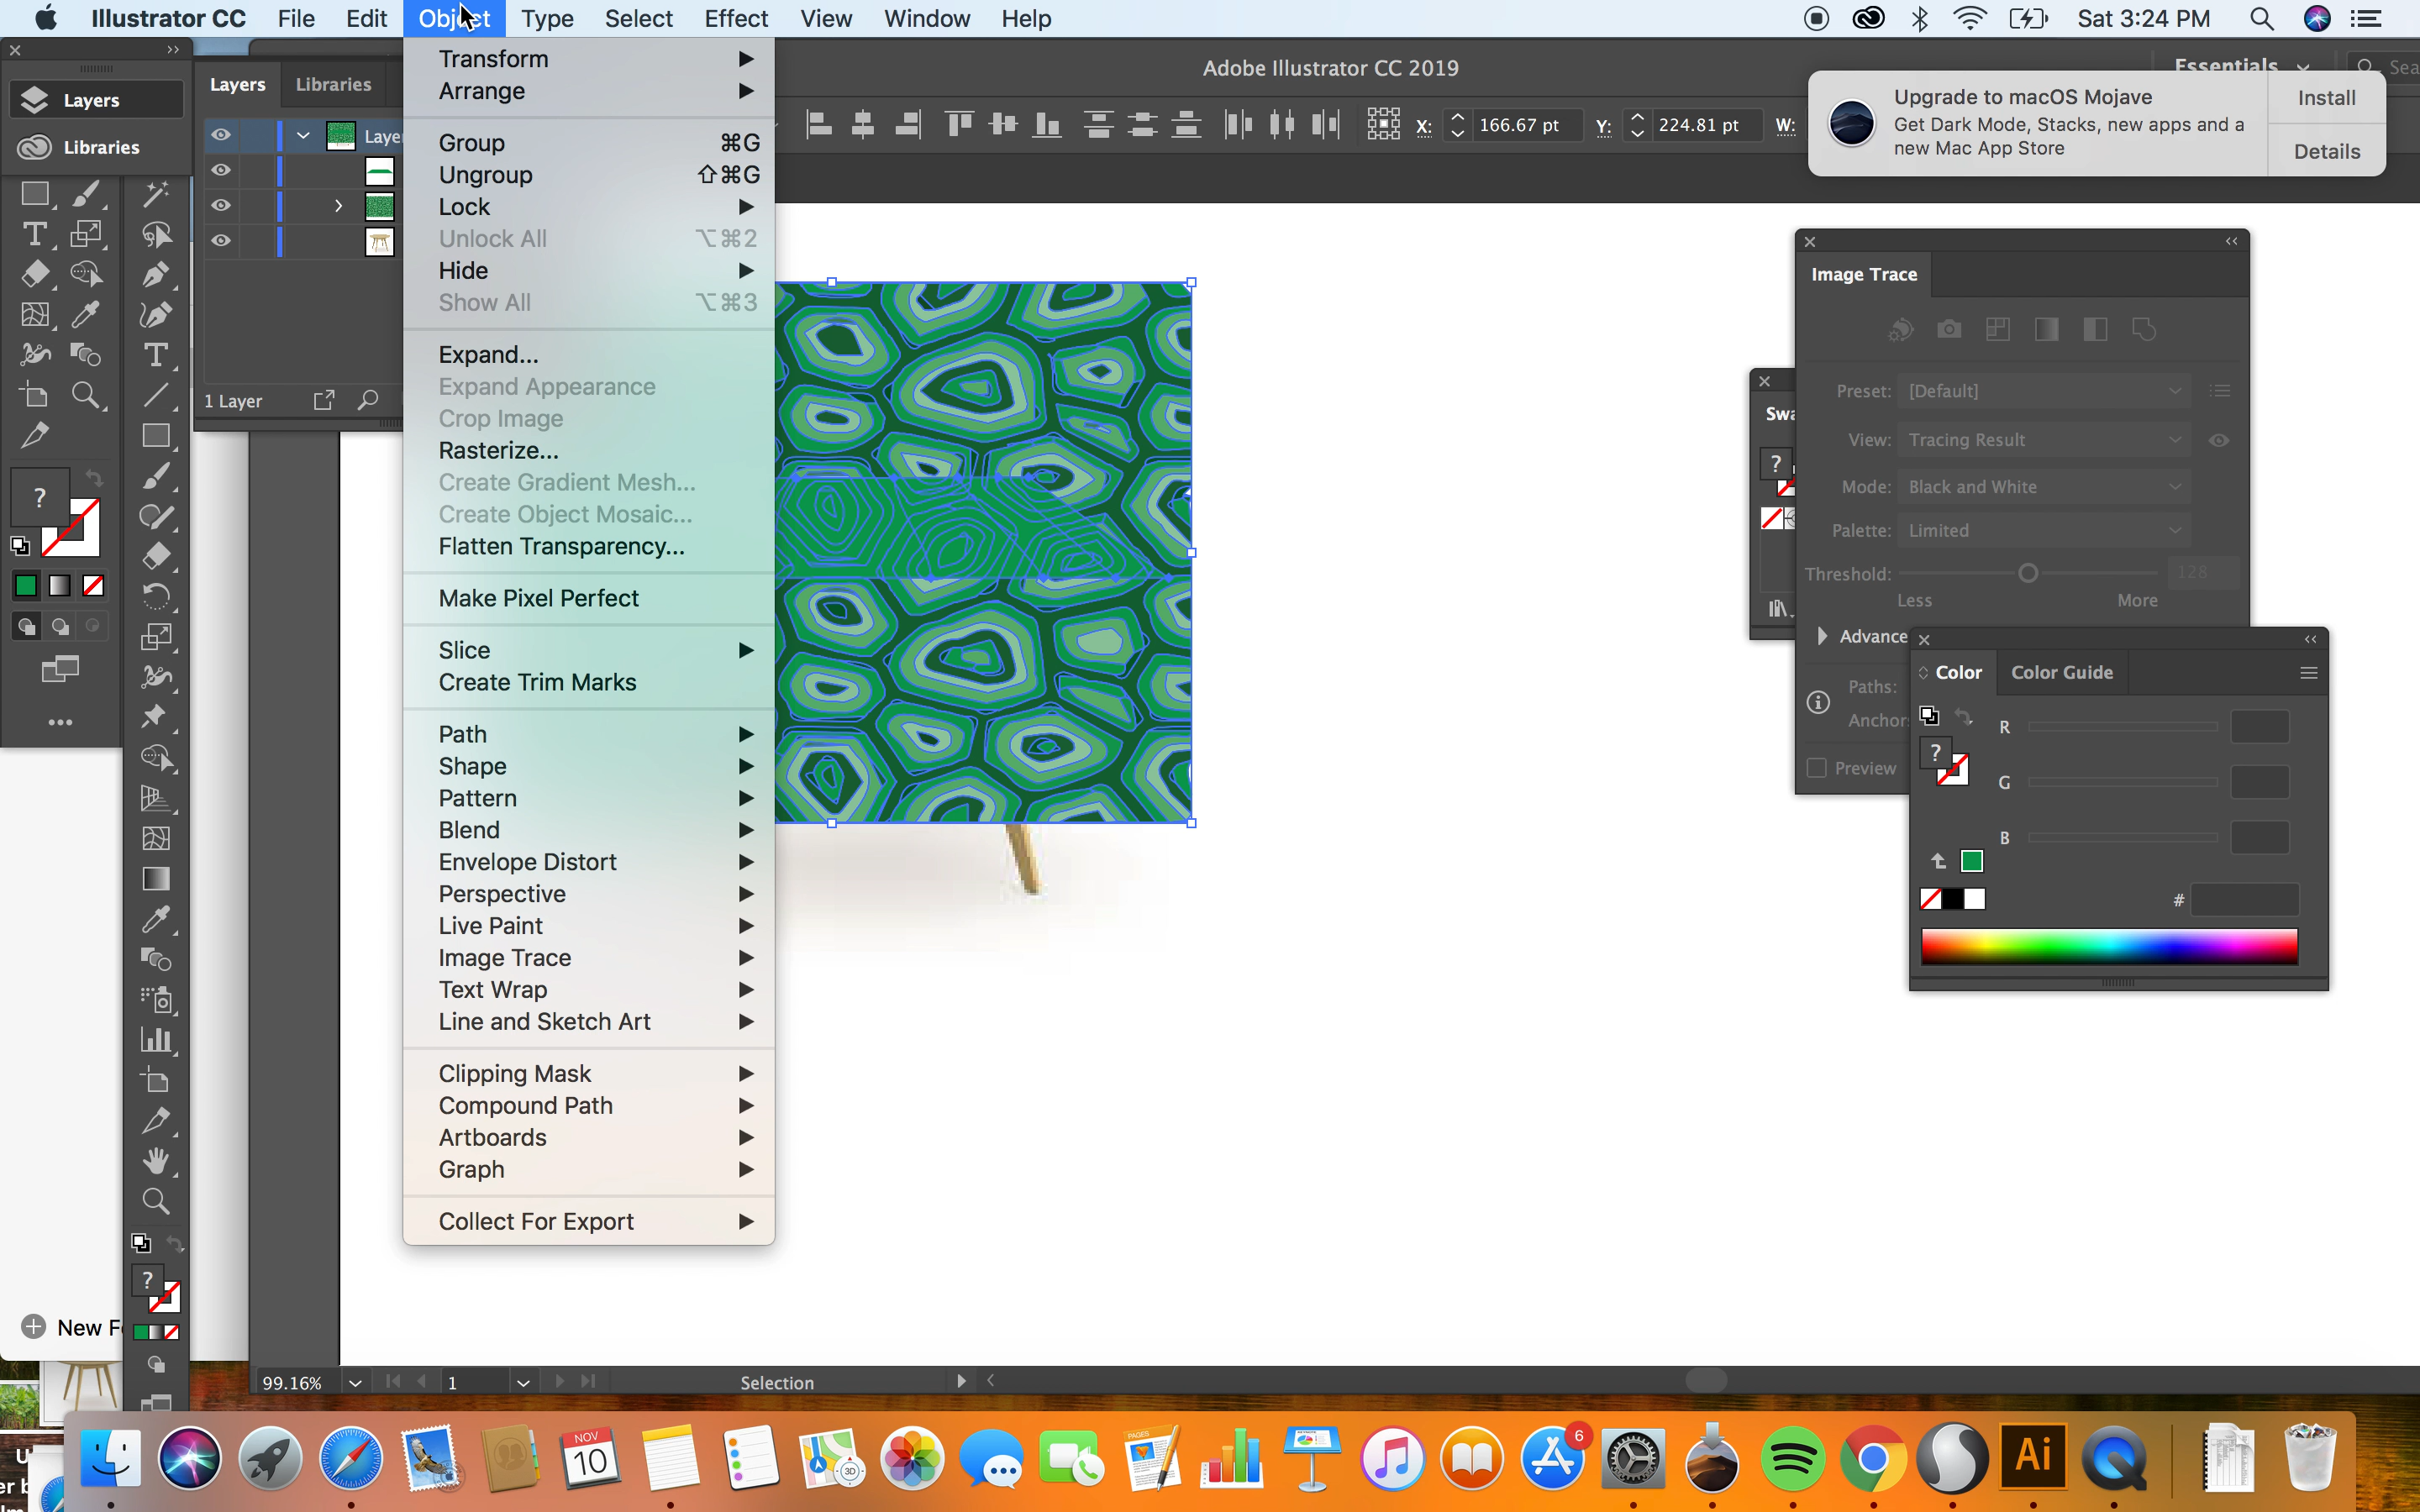 Illustrator CC File Edit Object Type Select Effect View Window Help Sat 3:24 PM
Adobe Illustrator CC 2019
Essentials
Sea
Layers
Libraries
Layers Libraries
Laye
1 Layer
Transform
Arrange
Group ⌘G
Ungroup ⇧⌘G
Lock
Unlock All ⌥⌘2
Hide
Show All ⌥⌘3
Expand...
Expand Appearance
Crop Image
Rasterize...
Create Gradient Mesh...
Create Object Mosaic...
Flatten Transparency...
Make Pixel Perfect
Slice
Create Trim Marks
Path
Shape
Pattern
Blend
Envelope Distort
Perspective
Live Paint
Image Trace
Text Wrap
Line and Sketch Art
Clipping Mask
Compound Path
Artboards
Graph
Collect For Export
X: 166.67 pt Y: 224.81 pt W:
Upgrade to macOS Mojave
Get Dark Mode, Stacks, new apps and a
new Mac App Store
Install
Details
Swa
?
Image Trace
Preset: [Default]
View: Tracing Result
Mode: Black and White
Palette: Limited
Threshold: 128
Less More
Advance
Paths:
Anchor
Preview
Color Color Guide
?
R
G
B
#
?
?
New F
99.16% 1 Selection
NOV
10
3D
PAGES
6
Ai